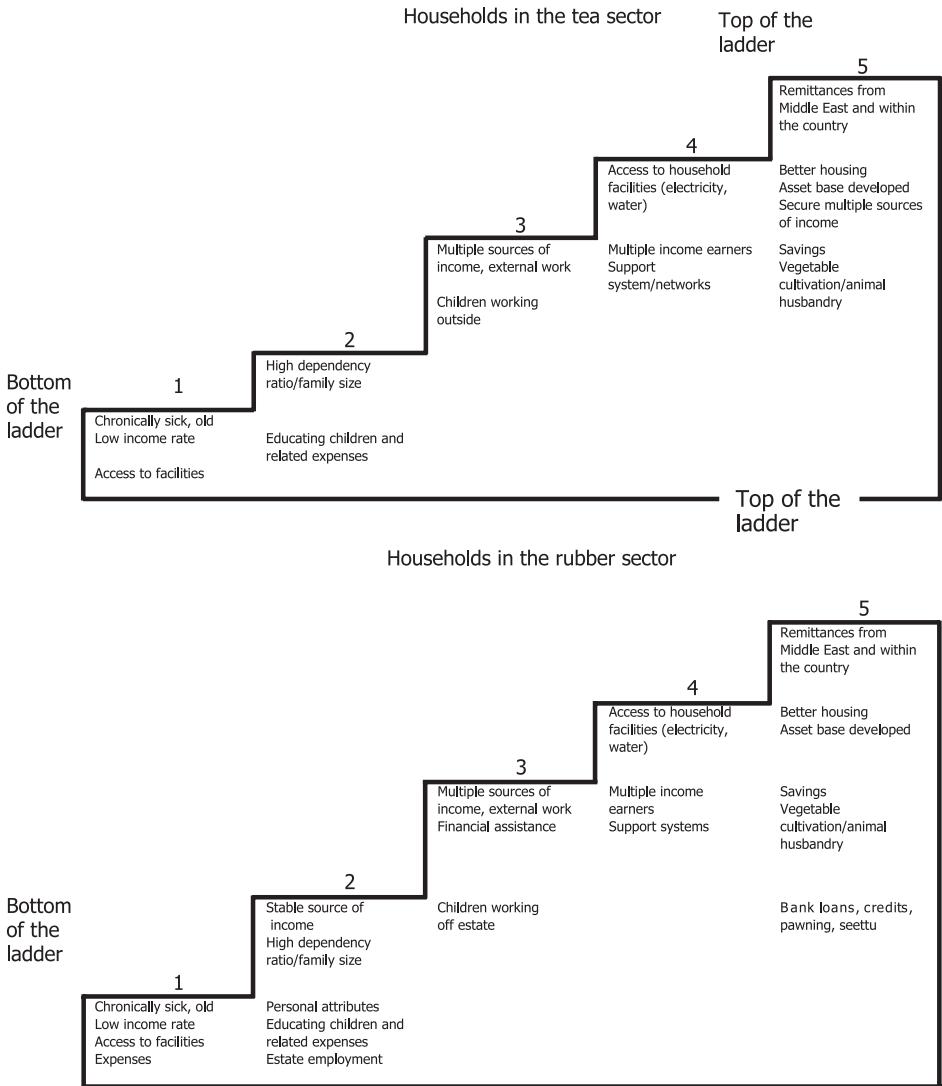 Households in the tea sector
Top of the
ladder
5
Remittances from
Middle East and within
the country
Better housing
Asset base developed
Secure multiple sources
of income
Savings
Vegetable
cultivation/animal
husbandry
4
Access to household
facilities (electricity,
water)
Multiple income earners
Support
system/networks
3
Multiple sources of
income, external work
Children working
outside
2
High dependency
ratio/family size
Educating children and
related expenses
Bottom
of the
ladder
1
Chronically sick, old
Low income rate
Access to facilities
Top of the
ladder
Households in the rubber sector
5
Remittances from
Middle East and within
the country
Better housing
Asset base developed
Savings
Vegetable
cultivation/animal
husbandry
Bank loans, credits,
pawning, seettu
4
Access to household
facilities (electricity,
water)
Multiple income
earners
Support systems
3
Multiple sources of
income, external work
Financial assistance
Children working
off estate
2
Stable source of
income
High dependency
ratio/family size
Personal attributes
Educating children and
related expenses
Estate employment
Bottom
of the
ladder
1
Chronically sick, old
Low income rate
Access to facilities
Expenses